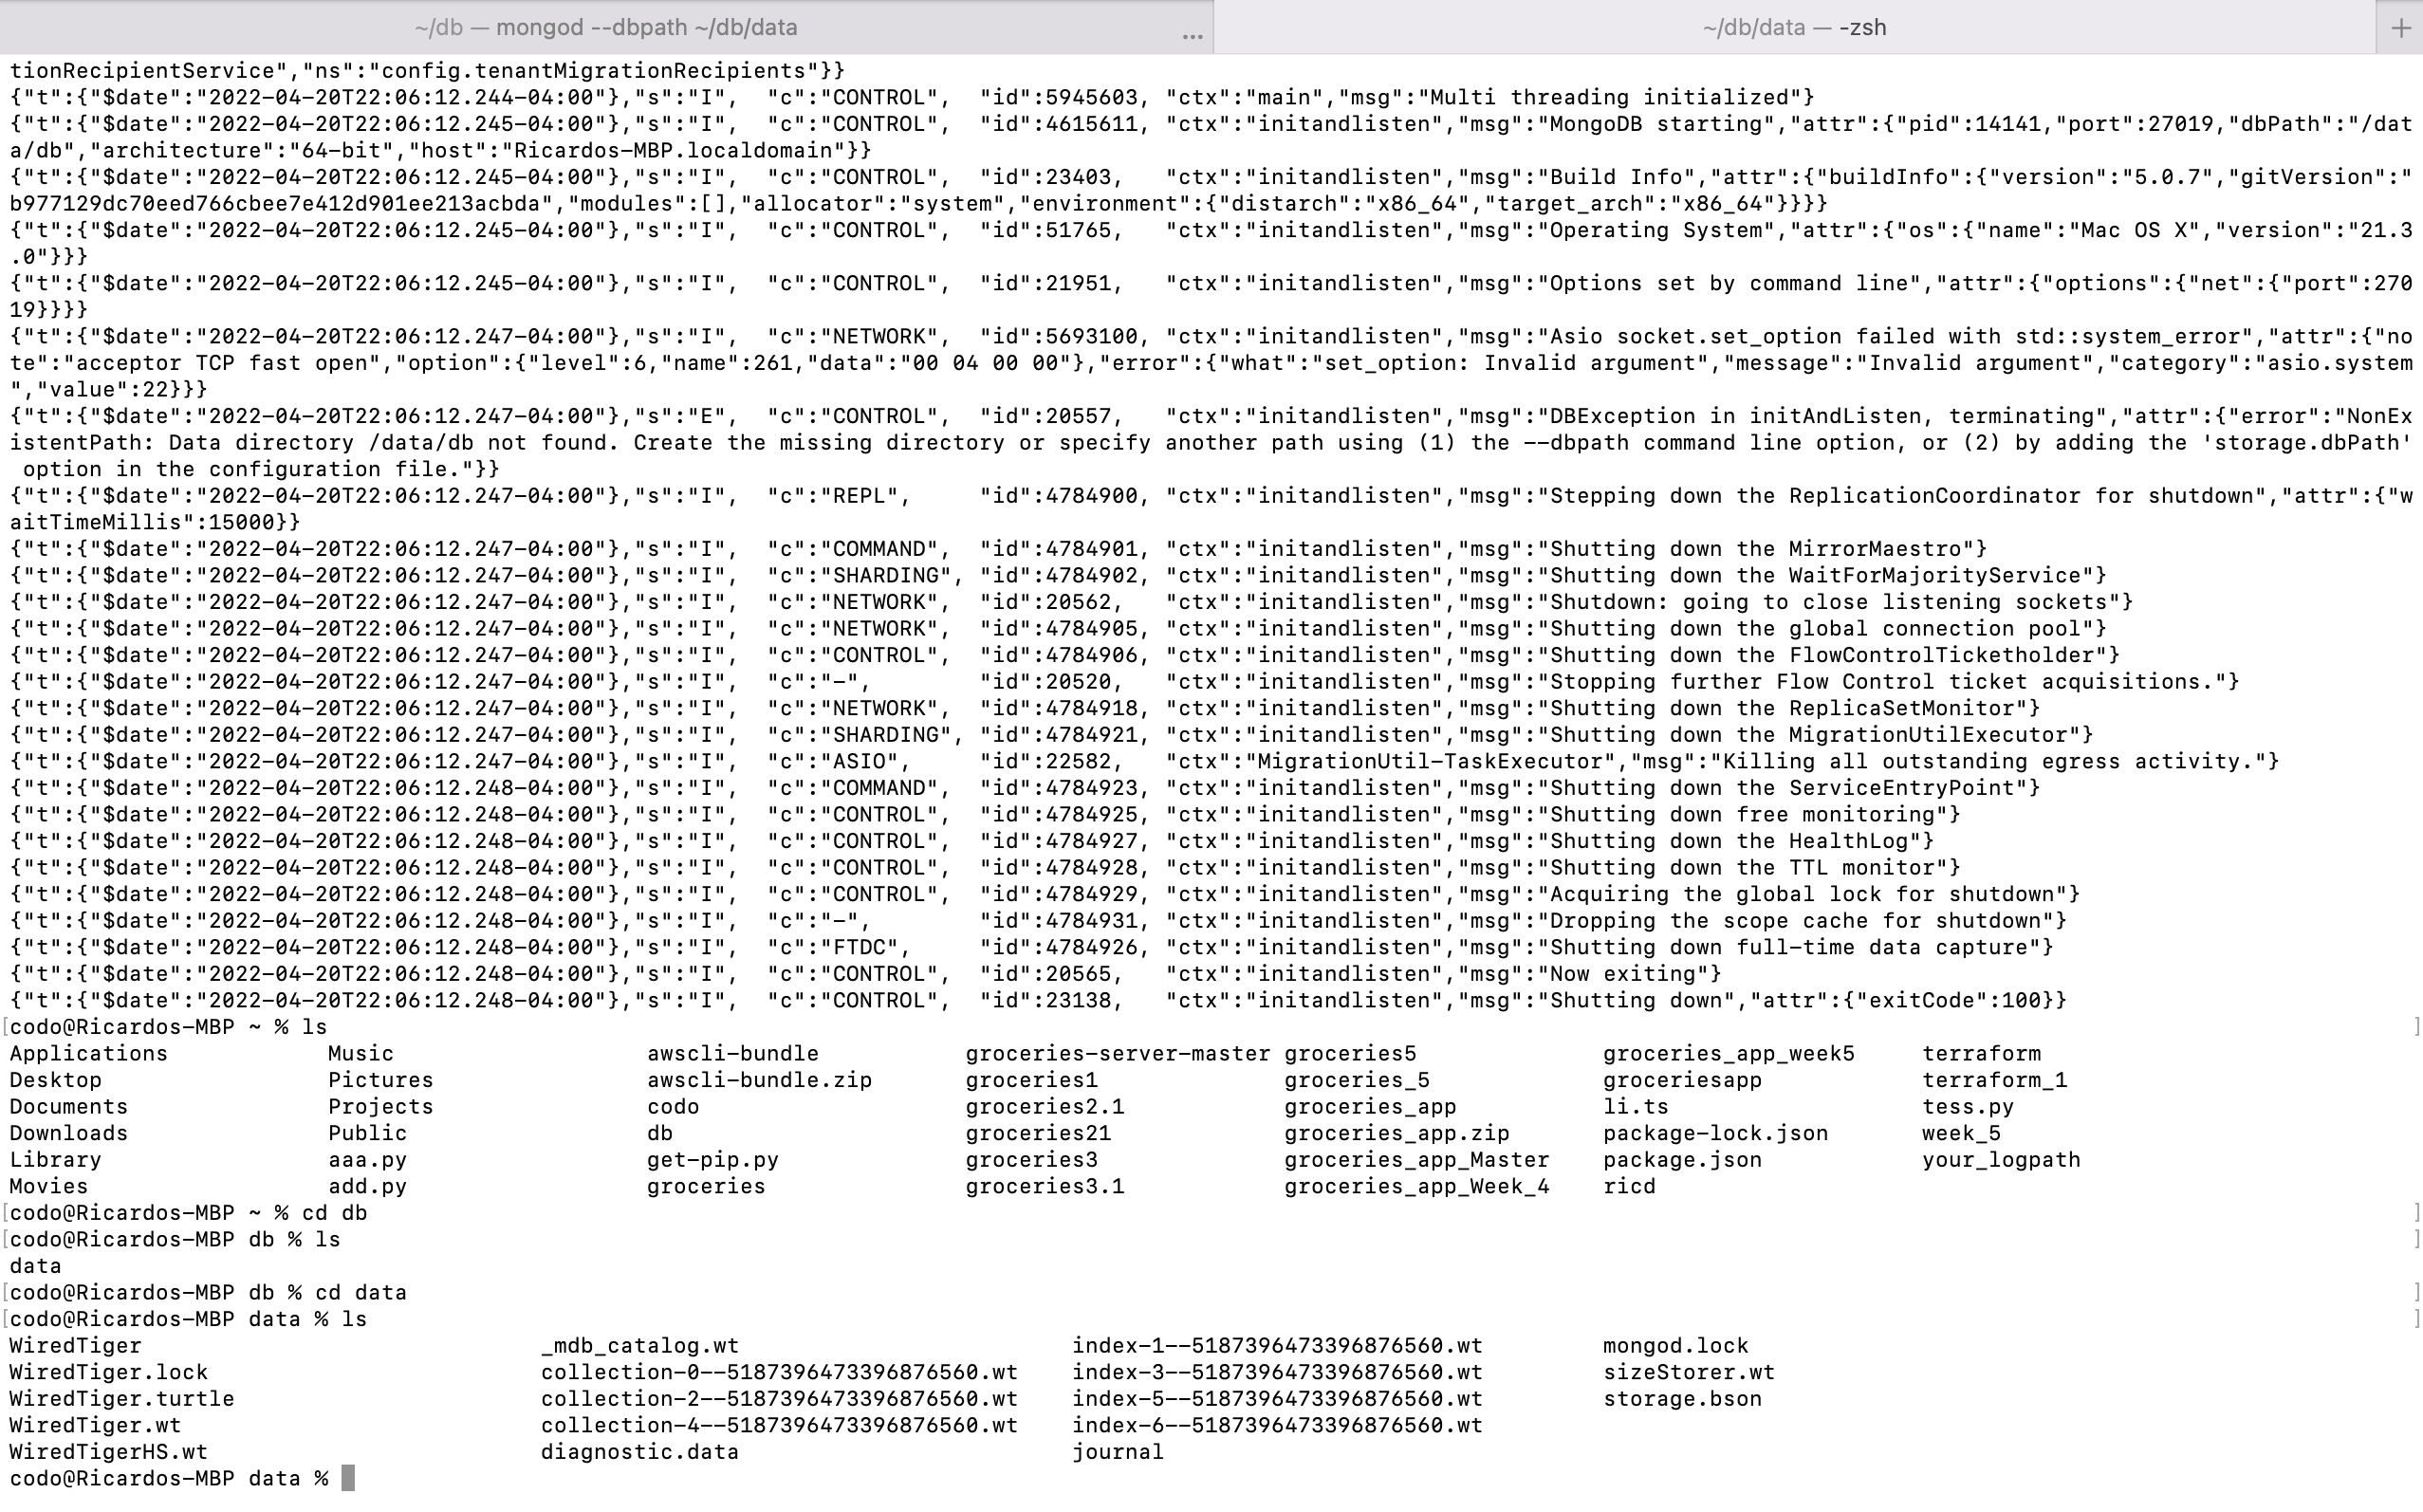 ~/db — mongod --dbpath ~/db/data
...
~/db/data — -zsh
+
tionRecipientService","ns":"config.tenantMigrationRecipients"}}
{"t":{"$date":"2022-04-20T22:06:12.244-04:00"},"s":"I",  "c":"CONTROL",  "id":5945603, "ctx":"main","msg":"Multi threading initialized"}
{"t":{"$date":"2022-04-20T22:06:12.245-04:00"},"s":"I",  "c":"CONTROL",  "id":4615611, "ctx":"initandlisten","msg":"MongoDB starting","attr":{"pid":14141,"port":27019,"dbPath":"/dat
a/db","architecture":"64-bit","host":"Ricardos-MBP.localdomain"}}
{"t":{"$date":"2022-04-20T22:06:12.245-04:00"},"s":"I",  "c":"CONTROL",  "id":23403,   "ctx":"initandlisten","msg":"Build Info","attr":{"buildInfo":{"version":"5.0.7","gitVersion":"
b977129dc70eed766cbee7e412d901ee213acbda","modules":[],"allocator":"system","environment":{"distarch":"x86_64","target_arch":"x86_64"}}}}
{"t":{"$date":"2022-04-20T22:06:12.245-04:00"},"s":"I",  "c":"CONTROL",  "id":51765,   "ctx":"initandlisten","msg":"Operating System","attr":{"os":{"name":"Mac OS X","version":"21.3
.0"}}}
{"t":{"$date":"2022-04-20T22:06:12.245-04:00"},"s":"I",  "c":"CONTROL",  "id":21951,   "ctx":"initandlisten","msg":"Options set by command line","attr":{"options":{"net":{"port":270
19}}}}
{"t":{"$date":"2022-04-20T22:06:12.247-04:00"},"s":"I",  "c":"NETWORK",  "id":5693100, "ctx":"initandlisten","msg":"Asio socket.set_option failed with std::system_error","attr":{"no
te":"acceptor TCP fast open","option":{"level":6,"name":261,"data":"00 04 00 00"},"error":{"what":"set_option: Invalid argument","message":"Invalid argument","category":"asio.system
","value":22}}}
{"t":{"$date":"2022-04-20T22:06:12.247-04:00"},"s":"E",  "c":"CONTROL",  "id":20557,   "ctx":"initandlisten","msg":"DBException in initAndListen, terminating","attr":{"error":"NonEx
istentPath: Data directory /data/db not found. Create the missing directory or specify another path using (1) the --dbpath command line option, or (2) by adding the 'storage.dbPath'
 option in the configuration file."}}
{"t":{"$date":"2022-04-20T22:06:12.247-04:00"},"s":"I",  "c":"REPL",     "id":4784900, "ctx":"initandlisten","msg":"Stepping down the ReplicationCoordinator for shutdown","attr":{"w
aitTimeMillis":15000}}
{"t":{"$date":"2022-04-20T22:06:12.247-04:00"},"s":"I",  "c":"COMMAND",  "id":4784901, "ctx":"initandlisten","msg":"Shutting down the MirrorMaestro"}
{"t":{"$date":"2022-04-20T22:06:12.247-04:00"},"s":"I",  "c":"SHARDING", "id":4784902, "ctx":"initandlisten","msg":"Shutting down the WaitForMajorityService"}
{"t":{"$date":"2022-04-20T22:06:12.247-04:00"},"s":"I",  "c":"NETWORK",  "id":20562,   "ctx":"initandlisten","msg":"Shutdown: going to close listening sockets"}
{"t":{"$date":"2022-04-20T22:06:12.247-04:00"},"s":"I",  "c":"NETWORK",  "id":4784905, "ctx":"initandlisten","msg":"Shutting down the global connection pool"}
{"t":{"$date":"2022-04-20T22:06:12.247-04:00"},"s":"I",  "c":"CONTROL",  "id":4784906, "ctx":"initandlisten","msg":"Shutting down the FlowControlTicketholder"}
{"t":{"$date":"2022-04-20T22:06:12.247-04:00"},"s":"I",  "c":"-",        "id":20520,   "ctx":"initandlisten","msg":"Stopping further Flow Control ticket acquisitions."}
{"t":{"$date":"2022-04-20T22:06:12.247-04:00"},"s":"I",  "c":"NETWORK",  "id":4784918, "ctx":"initandlisten","msg":"Shutting down the ReplicaSetMonitor"}
{"t":{"$date":"2022-04-20T22:06:12.247-04:00"},"s":"I",  "c":"SHARDING", "id":4784921, "ctx":"initandlisten","msg":"Shutting down the MigrationUtilExecutor"}
{"t":{"$date":"2022-04-20T22:06:12.247-04:00"},"s":"I",  "c":"ASIO",     "id":22582,   "ctx":"MigrationUtil-TaskExecutor","msg":"Killing all outstanding egress activity."}
{"t":{"$date":"2022-04-20T22:06:12.248-04:00"},"s":"I",  "c":"COMMAND",  "id":4784923, "ctx":"initandlisten","msg":"Shutting down the ServiceEntryPoint"}
{"t":{"$date":"2022-04-20T22:06:12.248-04:00"},"s":"I",  "c":"CONTROL",  "id":4784925, "ctx":"initandlisten","msg":"Shutting down free monitoring"}
{"t":{"$date":"2022-04-20T22:06:12.248-04:00"},"s":"I",  "c":"CONTROL",  "id":4784927, "ctx":"initandlisten","msg":"Shutting down the HealthLog"}
{"t":{"$date":"2022-04-20T22:06:12.248-04:00"},"s":"I",  "c":"CONTROL",  "id":4784928, "ctx":"initandlisten","msg":"Shutting down the TTL monitor"}
{"t":{"$date":"2022-04-20T22:06:12.248-04:00"},"s":"I",  "c":"CONTROL",  "id":4784929, "ctx":"initandlisten","msg":"Acquiring the global lock for shutdown"}
{"t":{"$date":"2022-04-20T22:06:12.248-04:00"},"s":"I",  "c":"-",        "id":4784931, "ctx":"initandlisten","msg":"Dropping the scope cache for shutdown"}
{"t":{"$date":"2022-04-20T22:06:12.248-04:00"},"s":"I",  "c":"FTDC",     "id":4784926, "ctx":"initandlisten","msg":"Shutting down full-time data capture"}
{"t":{"$date":"2022-04-20T22:06:12.248-04:00"},"s":"I",  "c":"CONTROL",  "id":20565,   "ctx":"initandlisten","msg":"Now exiting"}
{"t":{"$date":"2022-04-20T22:06:12.248-04:00"},"s":"I",  "c":"CONTROL",  "id":23138,   "ctx":"initandlisten","msg":"Shutting down","attr":{"exitCode":100}}
[codo@Ricardos-MBP ~ % ls ]
Applications Music awscli-bundle groceries-server-master groceries5 groceries_app_week5 terraform
Desktop Pictures awscli-bundle.zip groceries1 groceries_5 groceriesapp terraform_1
Documents Projects codo groceries2.1 groceries_app li.ts tess.py
Downloads Public db groceries21 groceries_app.zip package-lock.json week_5
Library aaa.py get-pip.py groceries3 groceries_app_Master package.json your_logpath
Movies add.py groceries groceries3.1 groceries_app_Week_4 ricd
[codo@Ricardos-MBP ~ % cd db ]
[codo@Ricardos-MBP db % ls ]
data
[codo@Ricardos-MBP db % cd data ]
[codo@Ricardos-MBP data % ls ]
WiredTiger _mdb_catalog.wt index-1--5187396473396876560.wt mongod.lock
WiredTiger.lock collection-0--5187396473396876560.wt index-3--5187396473396876560.wt sizeStorer.wt
WiredTiger.turtle collection-2--5187396473396876560.wt index-5--5187396473396876560.wt storage.bson
WiredTiger.wt collection-4--5187396473396876560.wt index-6--5187396473396876560.wt
WiredTigerHS.wt diagnostic.data journal
codo@Ricardos-MBP data %